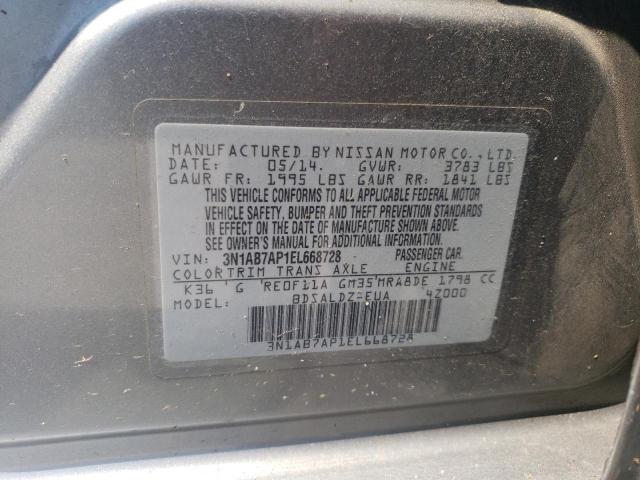 MANUFACTURED BY NISSAN MOTOR CO., LTD.
DATE: 05/14. GVWR: 3783 LBS
GAWR FR: 1995 LBS GAWR RR: 1841 LBS
THIS VEHICLE CONFORMS TO ALL APPLICABLE FEDERAL MOTOR
VEHICLE SAFETY, BUMPER AND THEFT PREVENTION STANDARDS
IN EFFECT ON THE DATE OF MANUFACTURE SHOWN ABOVE.
SEE OWNER'S MANUAL FOR ADDITIONAL INFORMATION.
VIN: 3N1AB7AP1EL668728 PASSENGER CAR.
COLOR TRIM TRANS AXLE ENGINE
K36 ' G 'RE0F11A GM35'MRA8DE 1798 CC
MODEL: BDSALDZ-EUA 4Z000
3N1AB7AP1EL668728